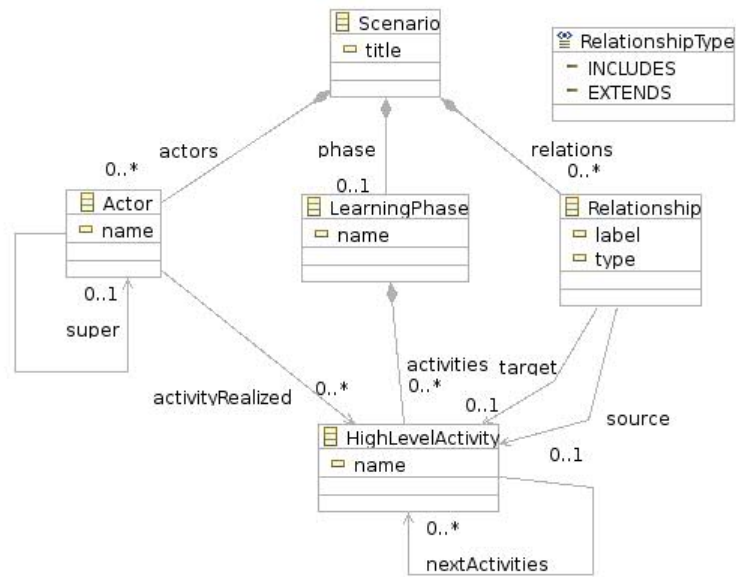 Scenario
title
RelationshipType
INCLUDES
EXTENDS
actors
0..*
phase
0..1
relations
0..*
Actor
name
LearningPhase
name
Relationship
label
type
0..1
super
activityRealized
0..*
activities
0..*
target
0..1
source
0..1
HighLevelActivity
name
0..*
nextActivities